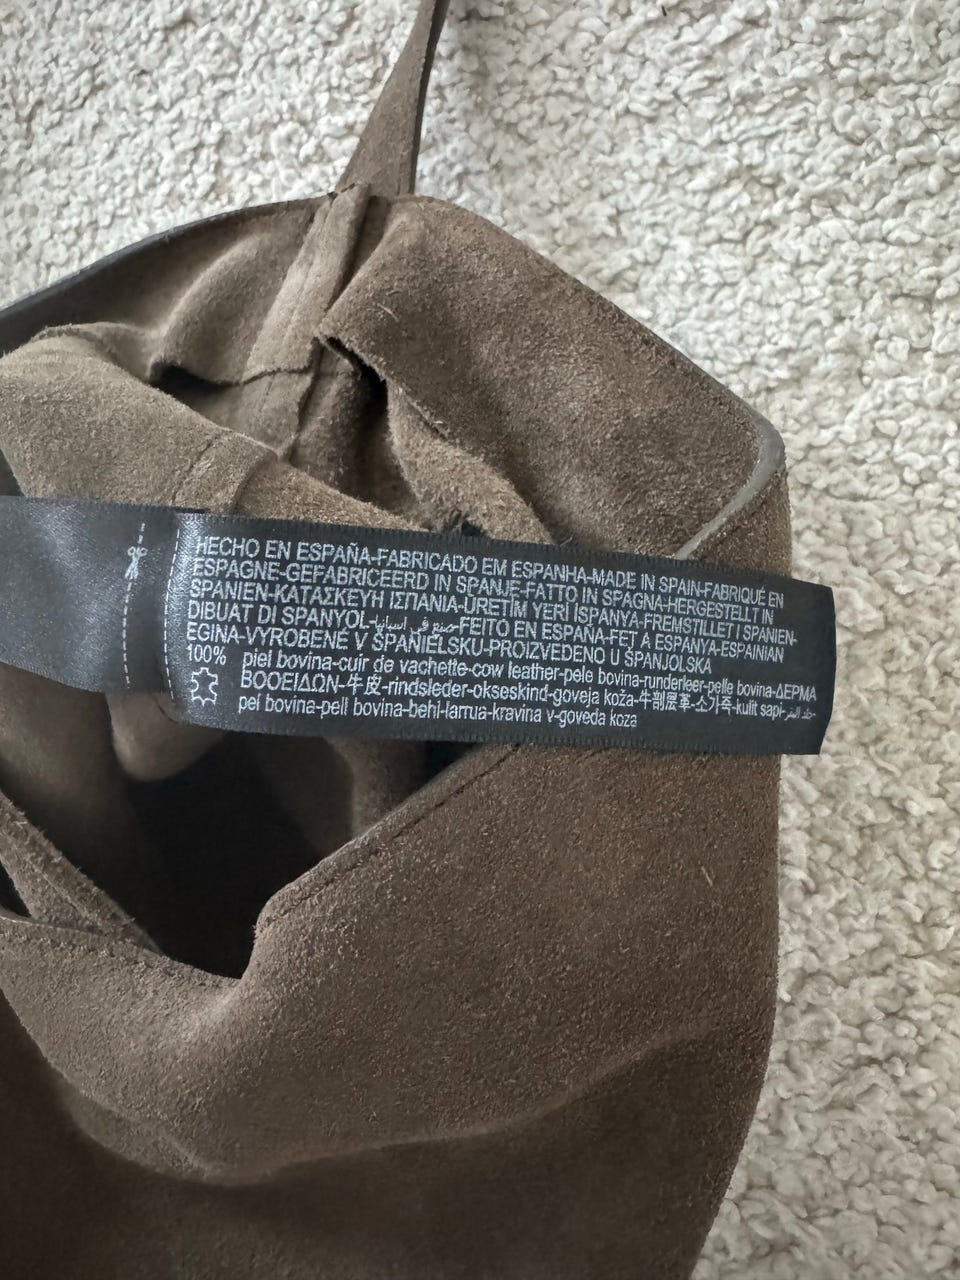 HECHO EN ESPAÑA-FABRICADO EM ESPANHA-MADE IN SPAIN-FABRIQUÉ EN
ESPAGNE-GEFABRICEERD IN SPANJE-FATTO IN SPAGNA-HERGESTELLT IN
SPANIEN-ΚΑΤΑΣΚΕΥΗ ΙΣΠΑΝΙΑ-ÜRETİM YERİ İSPANYA-FREMSTILLET I SPANIEN-
DIBUAT DI SPANYOL-صنع في اسبانيا-FEITO EN ESPAÑA-FET A ESPANYA-ESPAINIAN
EGINA-VYROBENÉ V ŠPANIELSKU-PROIZVEDENO U ŠPANJOLSKA
100% piel bovina-cuir de vachette-cow leather-pele bovina-runderleer-pelle bovina-ΔΕΡΜΑ
ΒΟΟΕΙΔΩΝ-牛皮-rindsleder-okseskind-goveja koža-牛剖層革-소가죽-kulit sapi-جلد البقر-
pel bovina-pell bovina-behi-larrua-kravina v-goveda koza